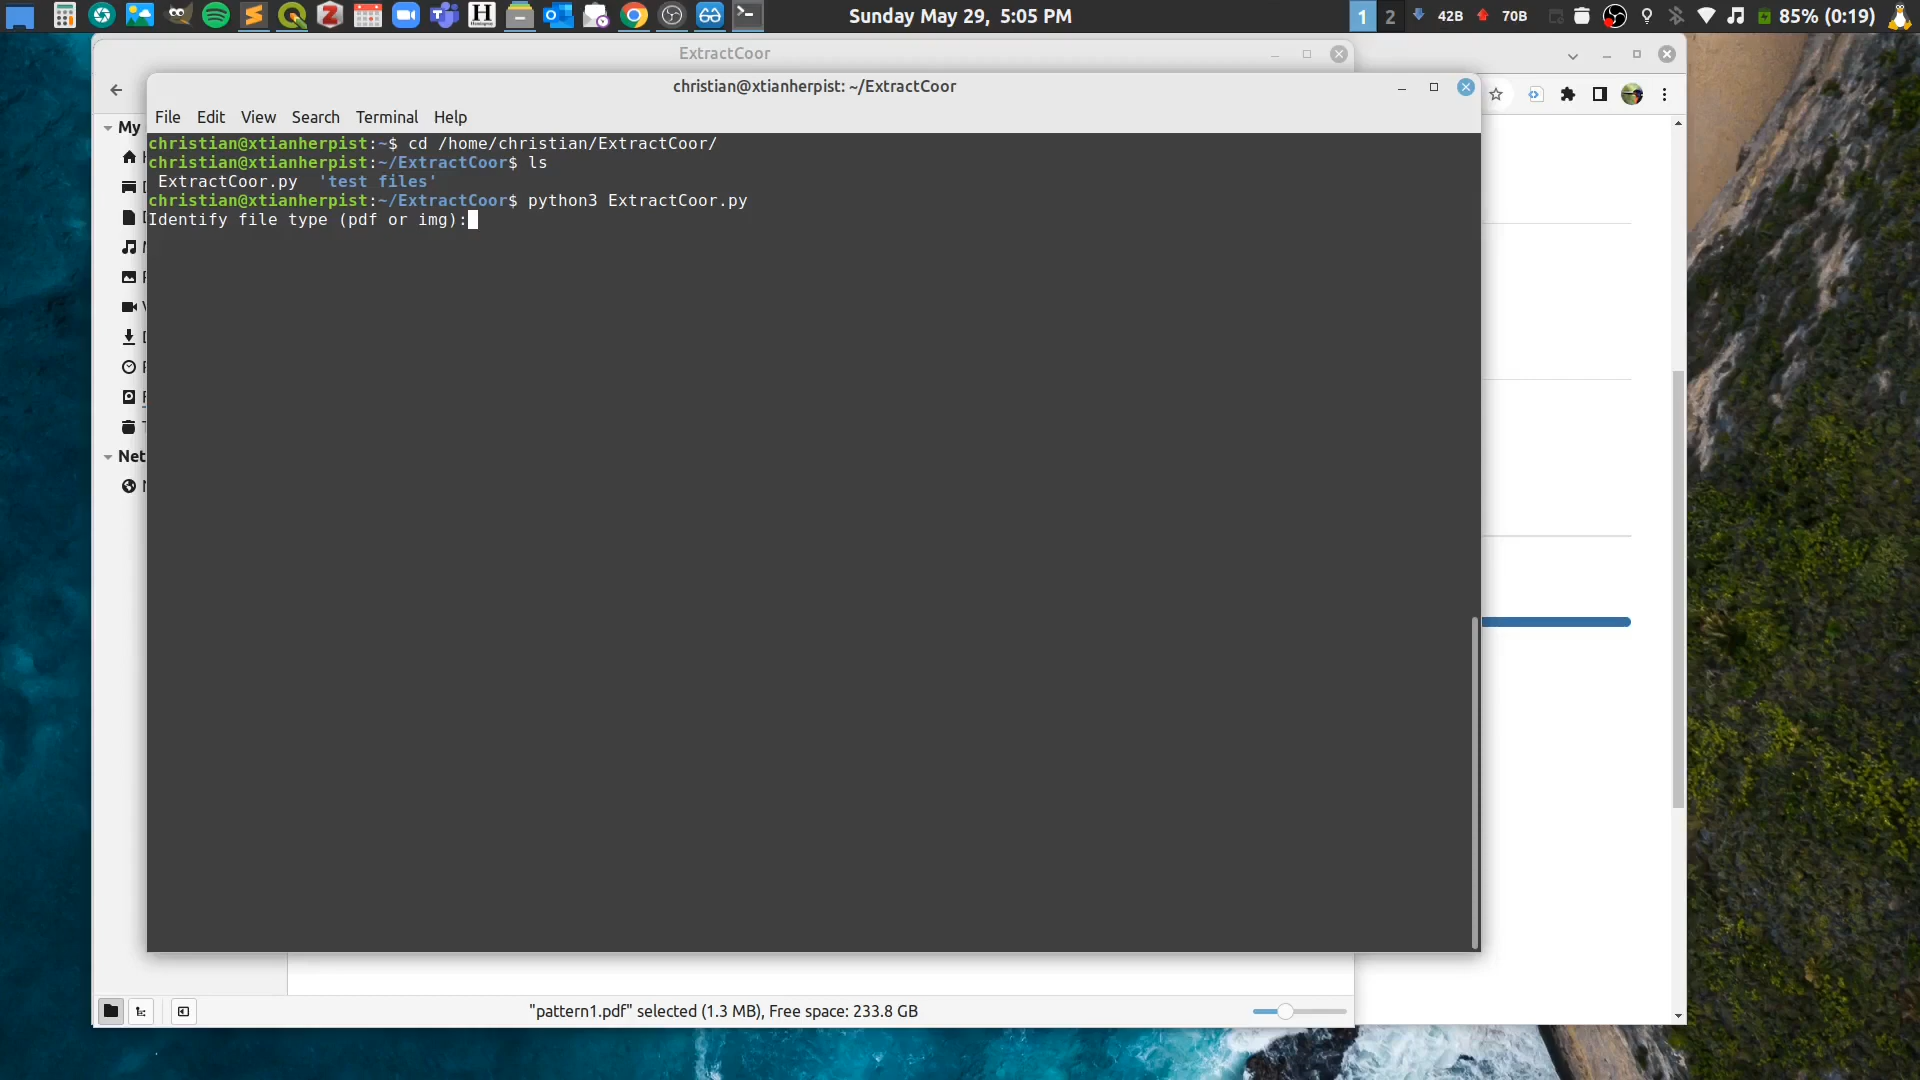 Sunday May 29, 5:05 PM
1 2 42B 70B 85% (0:19)
ExtractCoor
christian@xtianherpist: ~/ExtractCoor
File Edit View Search Terminal Help
christian@xtianherpist:~$ cd /home/christian/ExtractCoor/
christian@xtianherpist:~/ExtractCoor$ ls
ExtractCoor.py 'test files'
christian@xtianherpist:~/ExtractCoor$ python3 ExtractCoor.py
Identify file type (pdf or img):
My
Net
"pattern1.pdf" selected (1.3 MB), Free space: 233.8 GB